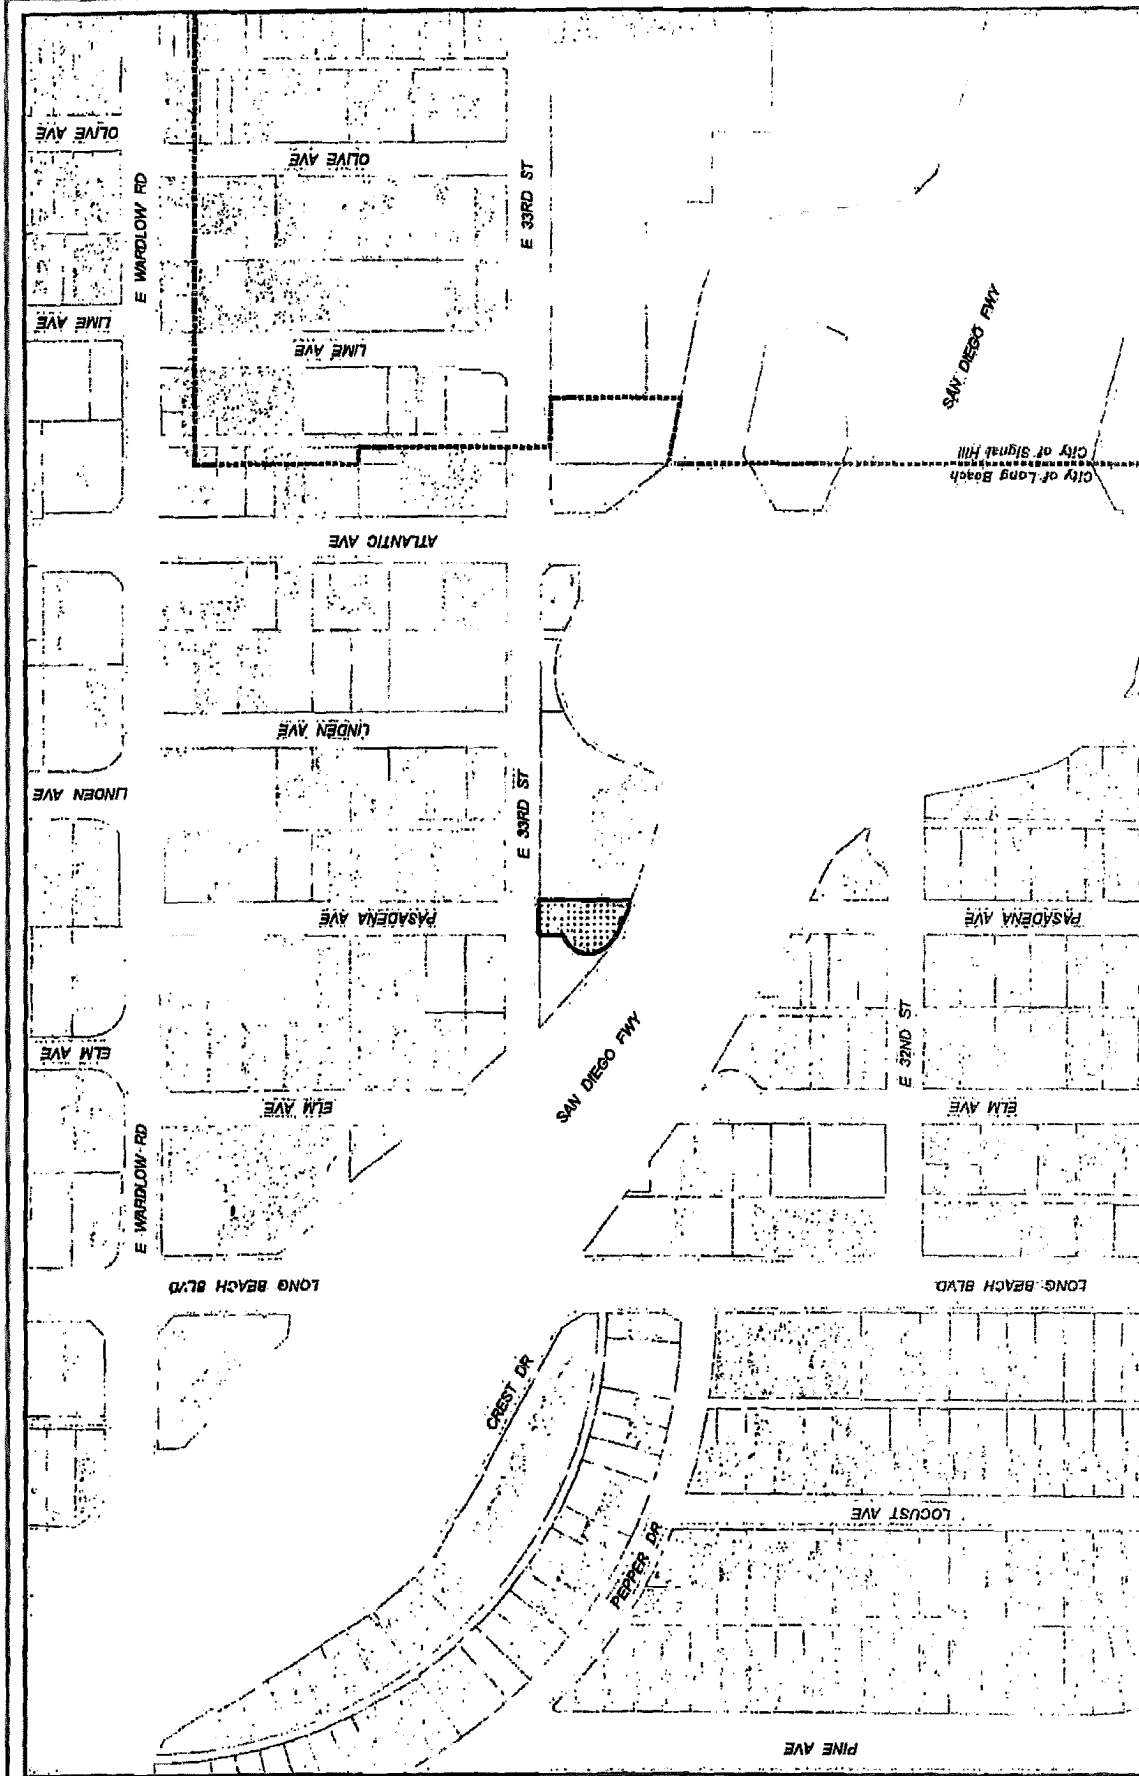 OLIVE AVE
OLIVE AVE
E WARDLOW RD
E 33RD ST
LIME AVE
LIME AVE
SAN DIEGO FWY
City of Signal Hill
City of Long Beach
ATLANTIC AVE
LINDEN AVE
LINDEN AVE
E 33RD ST
PASADENA AVE
PASADENA AVE
E 32ND ST
SAN DIEGO FWY
ELM AVE
ELM AVE
ELM AVE
E WARDLOW RD
LONG BEACH BLVD
LONG BEACH BLVD
CREST DR
LOCUST AVE
PEPPER DR
PINE AVE